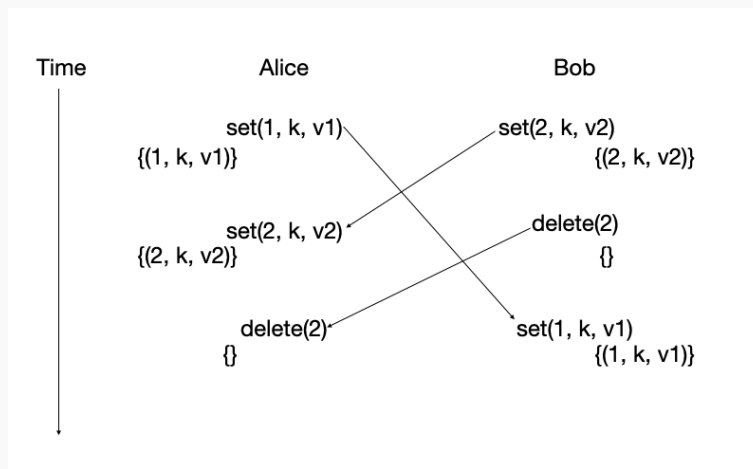 Time Alice Bob
set(1, k, v1) set(2, k, v2)
{(1, k, v1)} {(2, k, v2)}
set(2, k, v2) delete(2)
{(2, k, v2)} {}
delete(2) set(1, k, v1)
{} {(1, k, v1)}